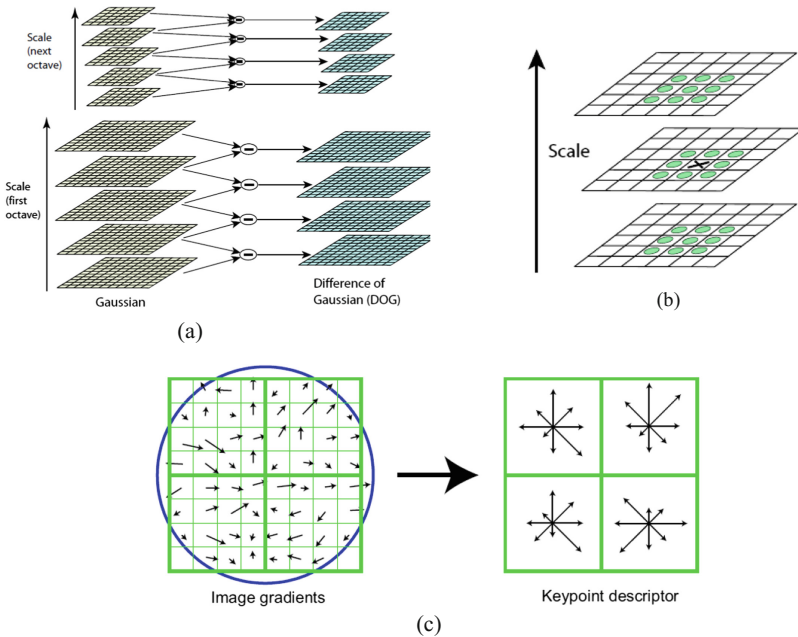 Scale
(next
octave)
Scale
(first
octave)
Gaussian
Difference of
Gaussian (DOG)
(a)
Scale
(b)
Image gradients
Keypoint descriptor
(c)